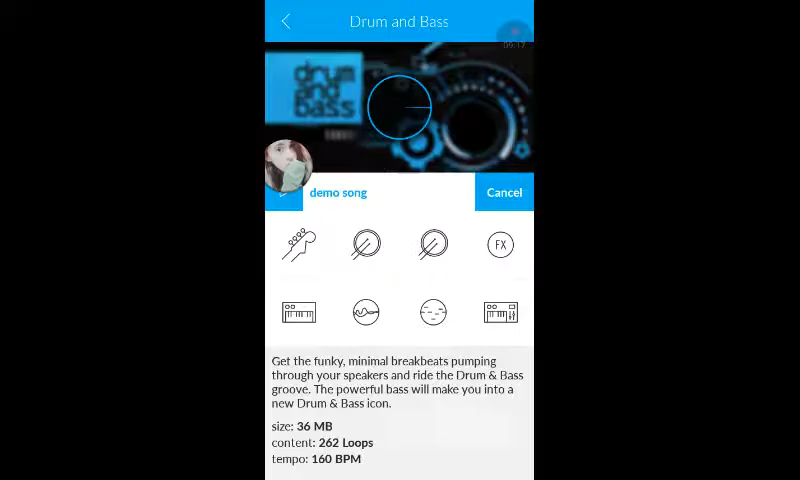 Drum and Bass
09:17
drum
and
bass
demo song
Cancel
FX
Get the funky, minimal breakbeats pumping
through your speakers and ride the Drum & Bass
groove. The powerful bass will make you into a
new Drum & Bass icon.
size: 36 MB
content: 262 Loops
tempo: 160 BPM